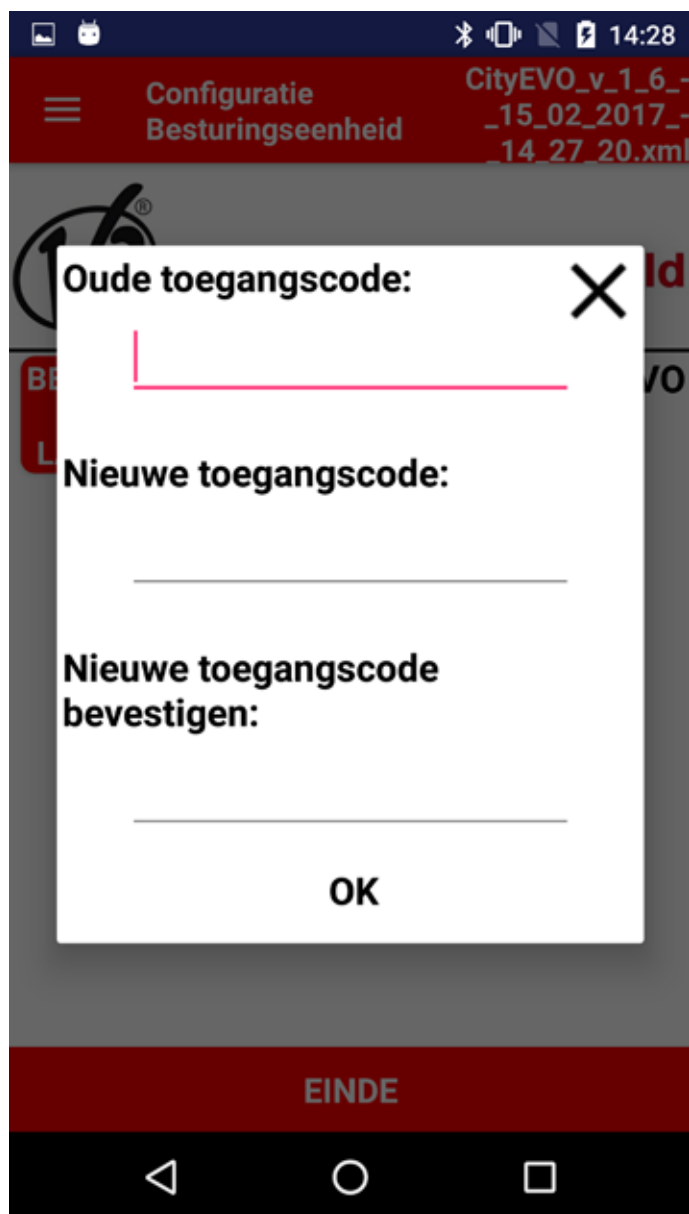 14:28
Configuratie
Besturingseenheid
CityEVO_v_1_6_-
_15_02_2017_-
_14_27_20.xml
Oude toegangscode:
Nieuwe toegangscode:
Nieuwe toegangscode
bevestigen:
OK
EINDE